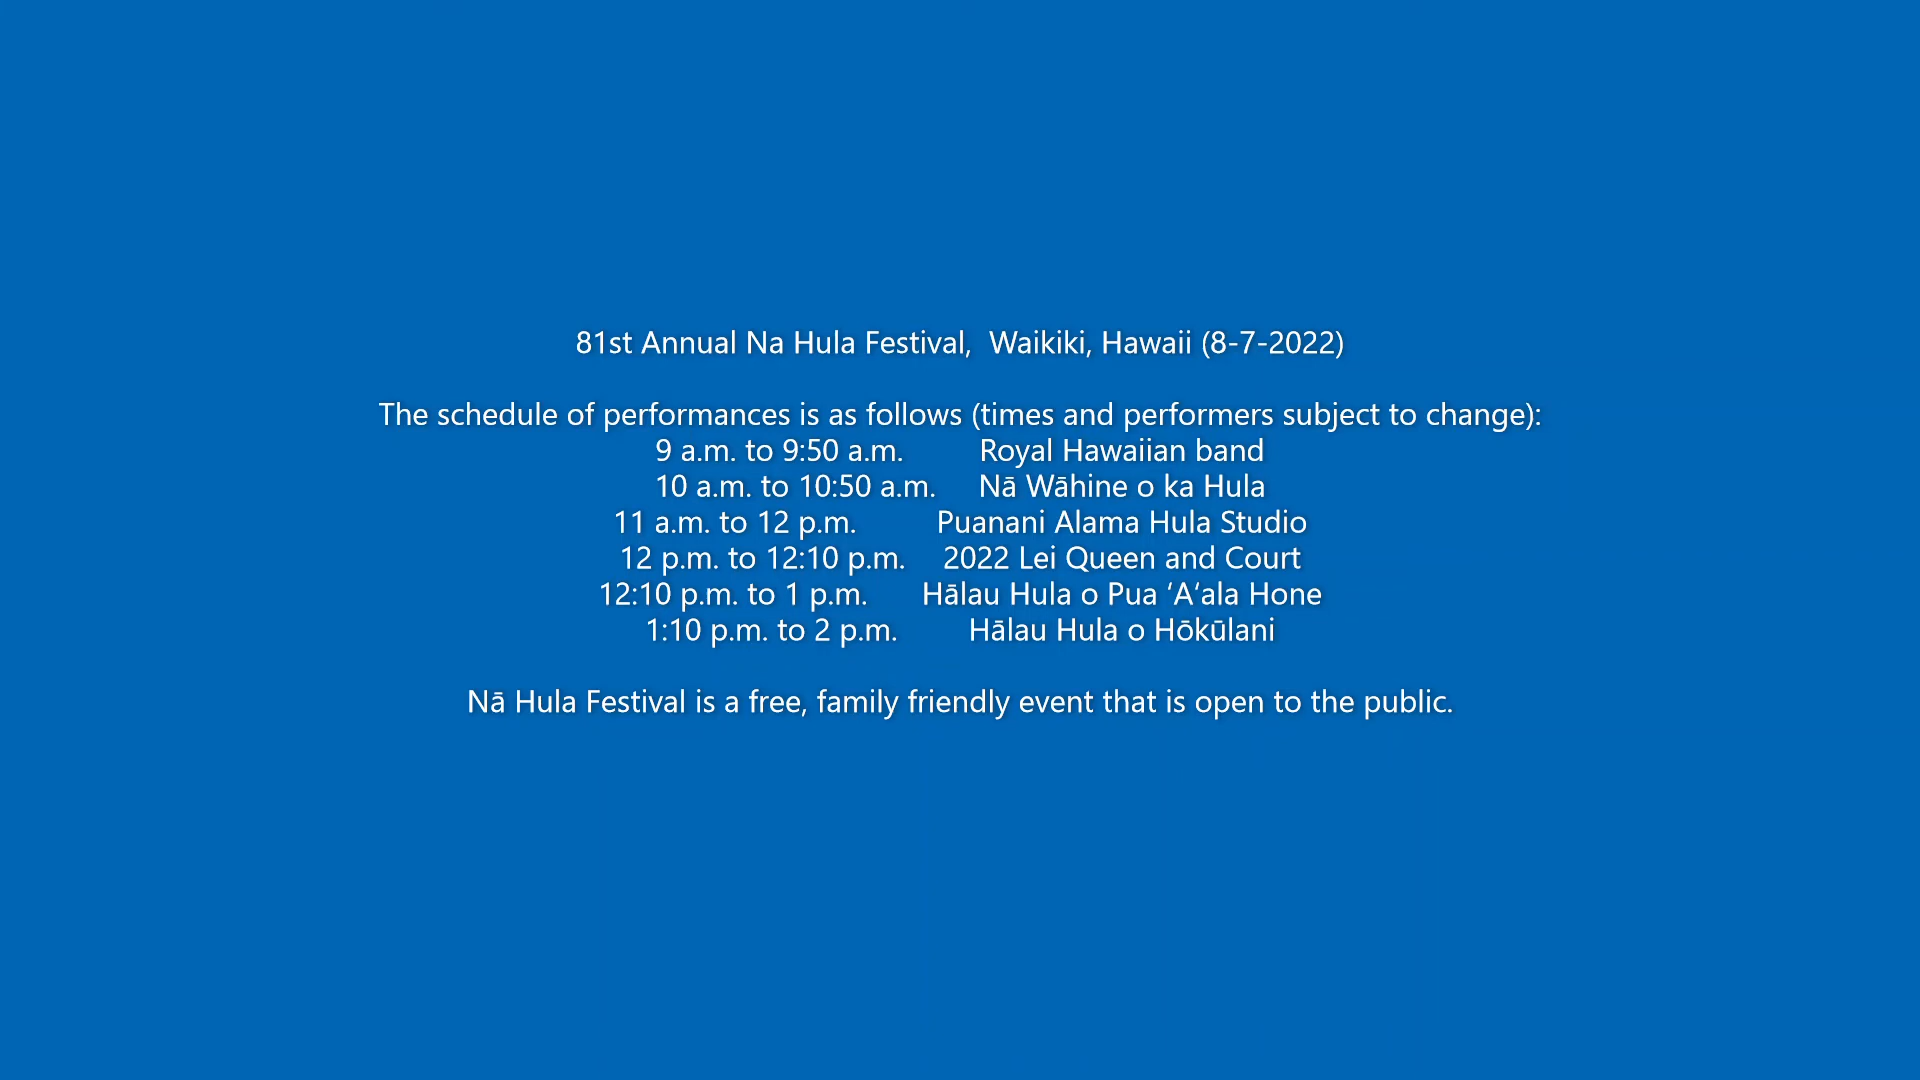 81st Annual Na Hula Festival,  Waikiki, Hawaii (8-7-2022)
The schedule of performances is as follows (times and performers subject to change):
9 a.m. to 9:50 a.m. Royal Hawaiian band
10 a.m. to 10:50 a.m. Nā Wāhine o ka Hula
11 a.m. to 12 p.m. Puanani Alama Hula Studio
12 p.m. to 12:10 p.m. 2022 Lei Queen and Court
12:10 p.m. to 1 p.m. Hālau Hula o Pua ʻAʻala Hone
1:10 p.m. to 2 p.m. Hālau Hula o Hōkūlani
Nā Hula Festival is a free, family friendly event that is open to the public.